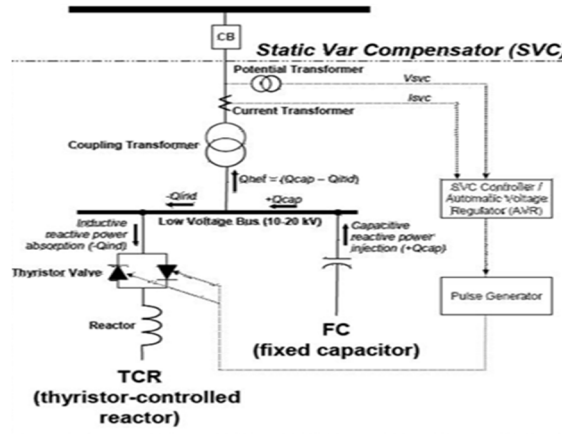 CB
Static Var Compensator (SVC)
Potential Transformer
Vsvc
Isvc
Current Transformer
Coupling Transformer
Qnet = (Qcap – Qind)
-Qind
+Qcap
Low Voltage Bus (10-20 kV)
Inductive
reactive power
absorption (-Qind)
Capacitive
reactive power
injection (+Qcap)
SVC Controller /
Automatic Voltage
Regulator (AVR)
Thyristor Valve
Pulse Generator
Reactor
FC
(fixed capacitor)
TCR
(thyristor-controlled
reactor)